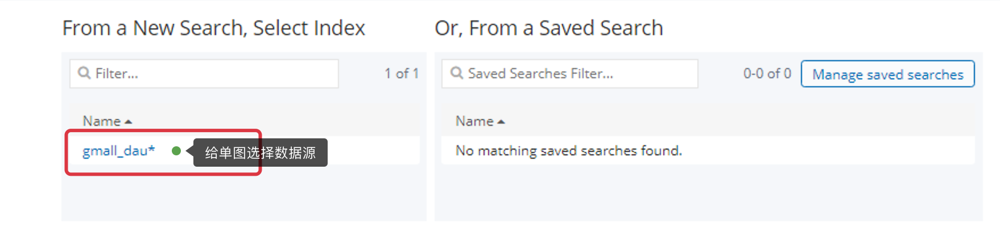 From a New Search, Select Index
Filter...
1 of 1
Name
gmall_dau*
给单图选择数据源
Or, From a Saved Search
Saved Searches Filter...
0-0 of 0
Manage saved searches
Name
No matching saved searches found.